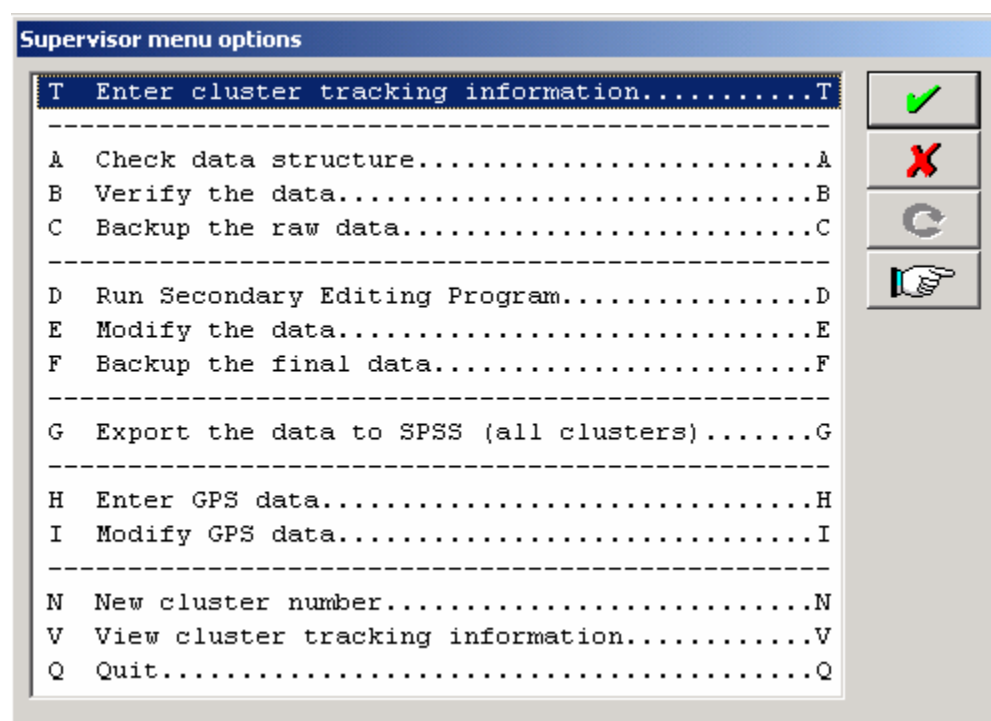 Supervisor menu options
T Enter cluster tracking information...........T
-------------------------------------------------
A Check data structure.........................A
B Verify the data..............................B
C Backup the raw data..........................C
-------------------------------------------------
D Run Secondary Editing Program................D
E Modify the data..............................E
F Backup the final data........................F
-------------------------------------------------
G Export the data to SPSS (all clusters).......G
-------------------------------------------------
H Enter GPS data...............................H
I Modify GPS data..............................I
-------------------------------------------------
N New cluster number...........................N
V View cluster tracking information............V
Q Quit.........................................Q